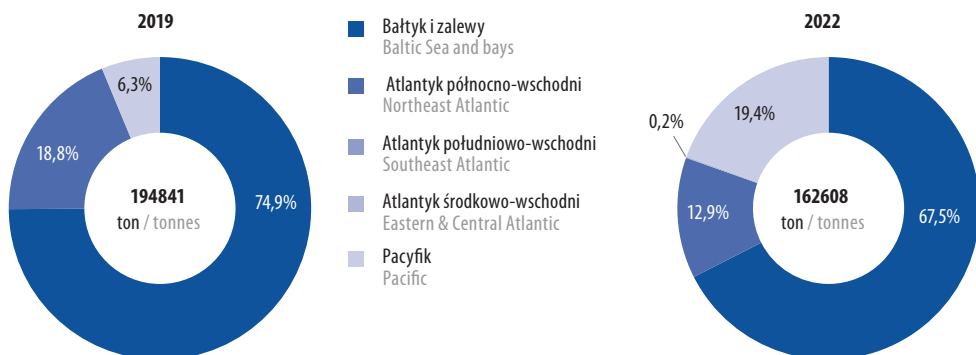 2019
6,3%
18,8%
74,9%
194841
ton / tonnes
Bałtyk i zalewy
Baltic Sea and bays
Atlantyk północno-wschodni
Northeast Atlantic
Atlantyk południowo-wschodni
Southeast Atlantic
Atlantyk środkowo-wschodni
Eastern & Central Atlantic
Pacyfik
Pacific
2022
0,2%
19,4%
12,9%
67,5%
162608
ton / tonnes